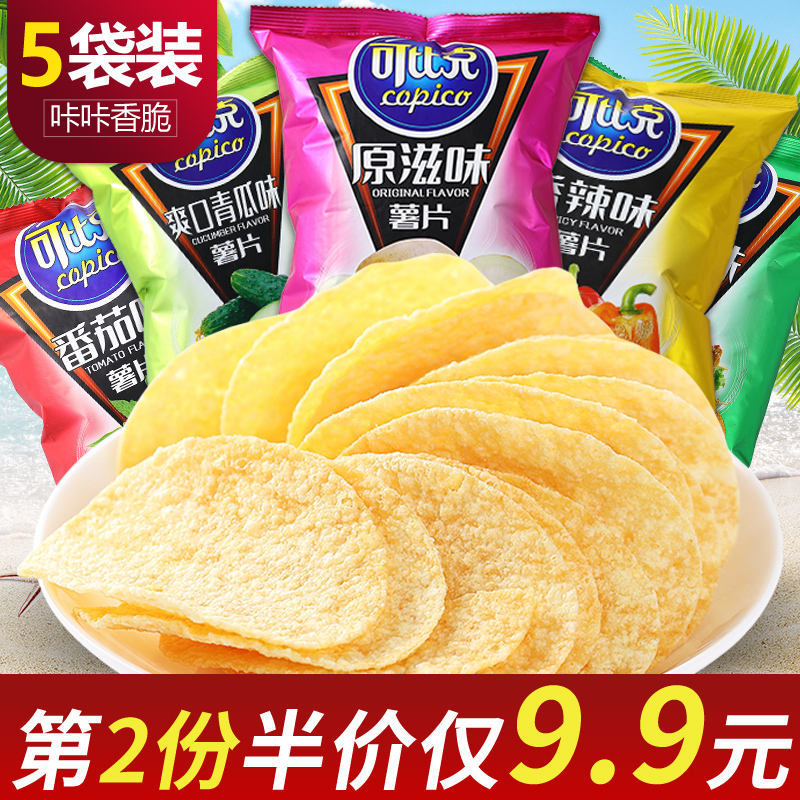 5袋装
咔咔香脆
可比克
copico
原滋味
ORIGINAL FLAVOR
薯片
可比克
copico
爽口青瓜味
CUCUMBER FLAVOR
薯片
可比克
copico
香辣味
薯片
可比克
copico
番茄味
TOMATO
薯片
味
第2份半价仅9.9元